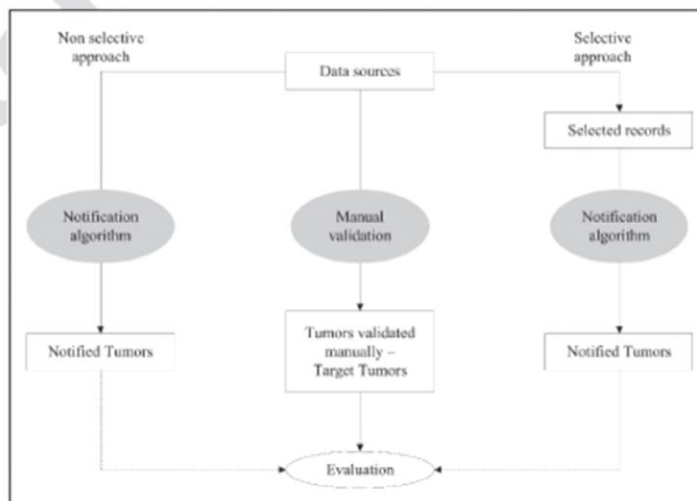 Non selective
approach
Data sources
Selective
approach
Selected records
Notification
algorithm
Manual
validation
Notification
algorithm
Notified Tumors
Tumors validated
manually –
Target Tumors
Notified Tumors
Evaluation